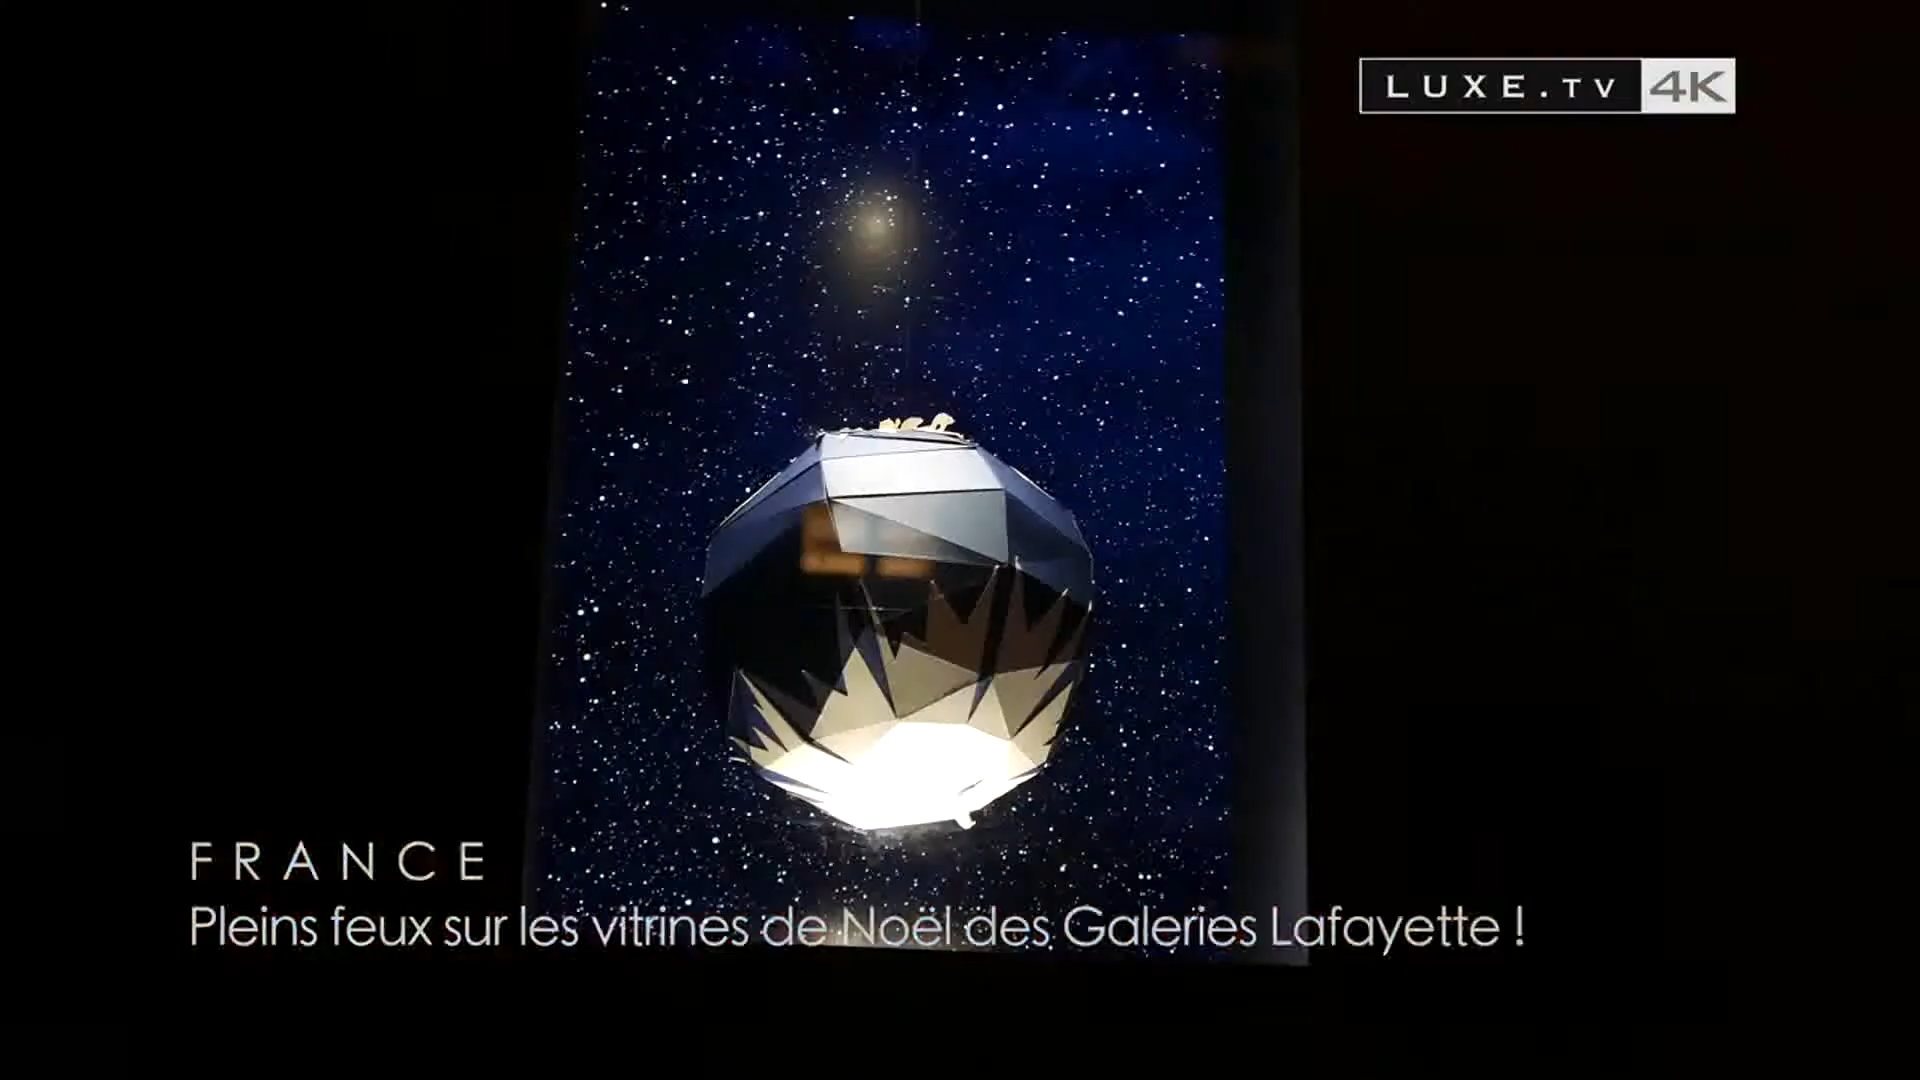 LUXE.TV 4K
FRANCE
Pleins feux sur les vitrines de Noël des Galeries Lafayette !